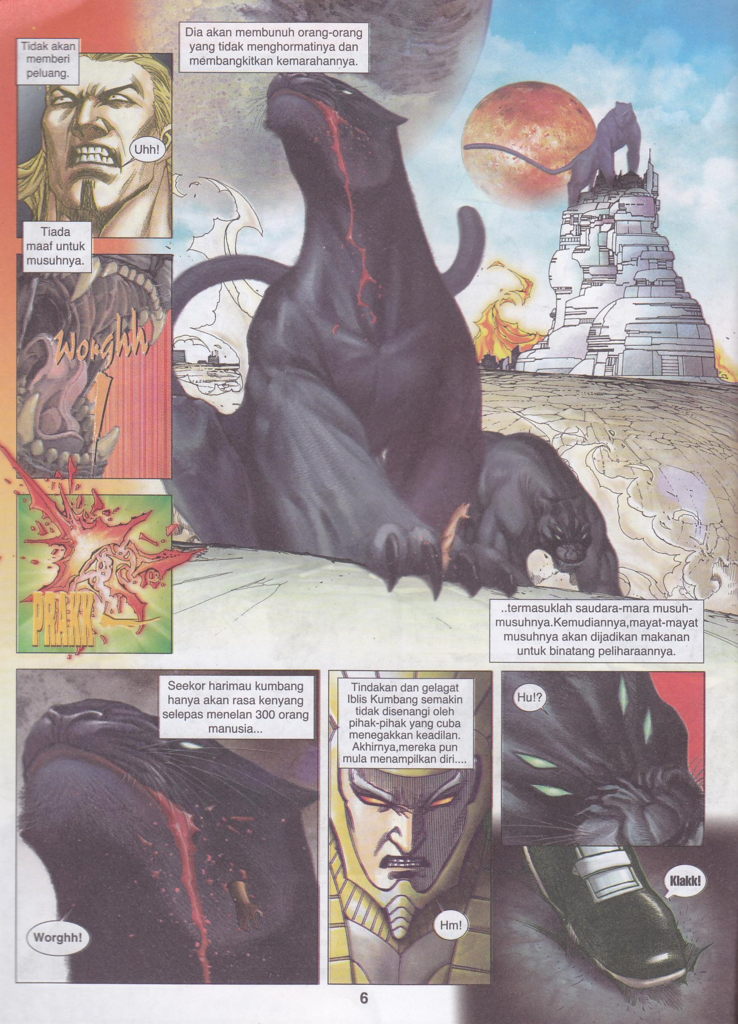 Tidak akan
memberi
peluang.
Dia akan membunuh orang-orang
yang tidak menghormatinya dan
membangkitkan kemarahannya.
Uhh!
Tiada
maaf untuk
musuhnya.
Worghh
!
PRAKK
..termasuklah saudara-mara musuh-
musuhnya.Kemudiannya,mayat-mayat
musuhnya akan dijadikan makanan
untuk binatang peliharaannya.
Seekor harimau kumbang
hanya akan rasa kenyang
selepas menelan 300 orang
manusia...
Worghh!
Tindakan dan gelagat
Iblis Kumbang semakin
tidak disenangi oleh
pihak-pihak yang cuba
menegakkan keadilan.
Akhirnya,mereka pun
mula menampilkan diri....
Hm!
Hu!?
Klakk!
6